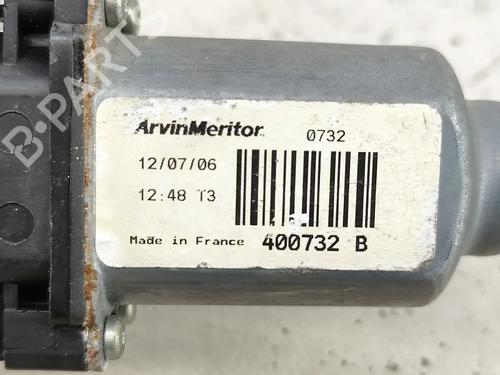 ArvinMeritor 0732
12/07/06
12:48 T3
Made in France 400732 B
B-PARTS